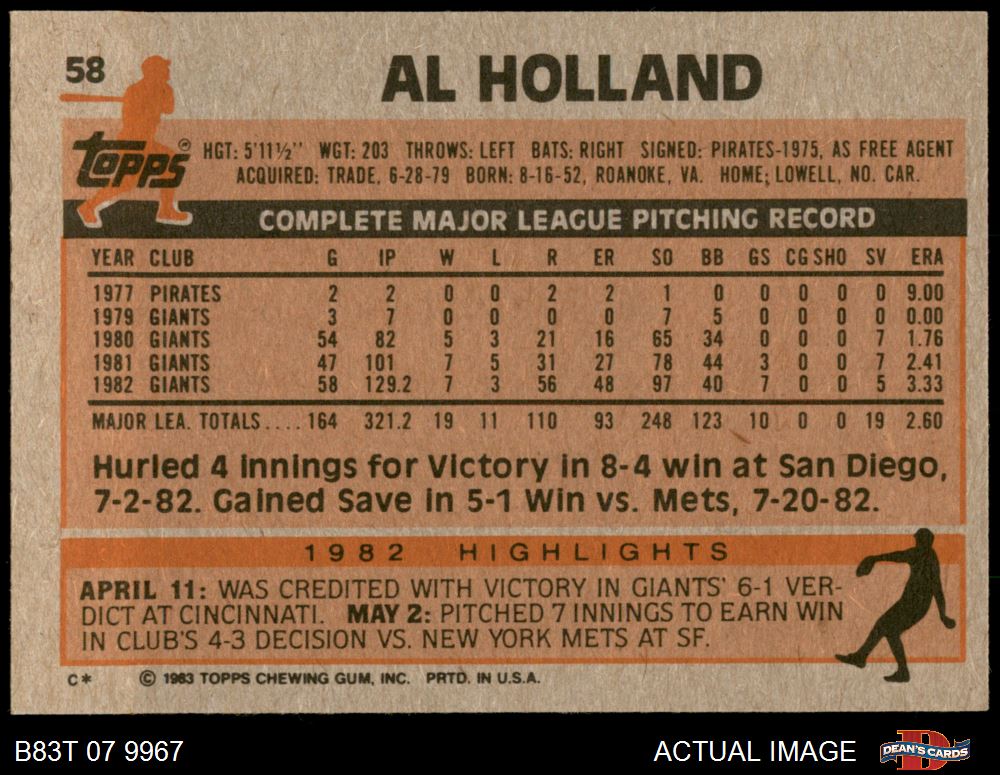 58
AL HOLLAND
Topps ®
HGT: 5'11½" WGT: 203 THROWS: LEFT BATS: RIGHT SIGNED: PIRATES-1975, AS FREE AGENT
ACQUIRED: TRADE, 6-28-79 BORN: 8-16-52, ROANOKE, VA. HOME; LOWELL, NO. CAR.
COMPLETE MAJOR LEAGUE PITCHING RECORD
YEAR CLUB G IP W L R ER SO BB GS CG SHO SV ERA
1977 PIRATES 2 2 0 0 2 2 1 0 0 0 0 0 9.00
1979 GIANTS 3 7 0 0 0 0 7 5 0 0 0 0 0.00
1980 GIANTS 54 82 5 3 21 16 65 34 0 0 0 7 1.76
1981 GIANTS 47 101 7 5 31 27 78 44 3 0 0 7 2.41
1982 GIANTS 58 129.2 7 3 56 48 97 40 7 0 0 5 3.33
MAJOR LEA. TOTALS.... 164 321.2 19 11 110 93 248 123 10 0 0 19 2.60
Hurled 4 innings for Victory in 8-4 win at San Diego,
7-2-82. Gained Save in 5-1 Win vs. Mets, 7-20-82.
1982 HIGHLIGHTS
APRIL 11: WAS CREDITED WITH VICTORY IN GIANTS' 6-1 VER-
DICT AT CINCINNATI. MAY 2: PITCHED 7 INNINGS TO EARN WIN
IN CLUB'S 4-3 DECISION VS. NEW YORK METS AT SF.
C* © 1983 TOPPS CHEWING GUM, INC. PRTD. IN U.S.A.
B83T 07 9967 ACTUAL IMAGE D DEAN'S CARDS